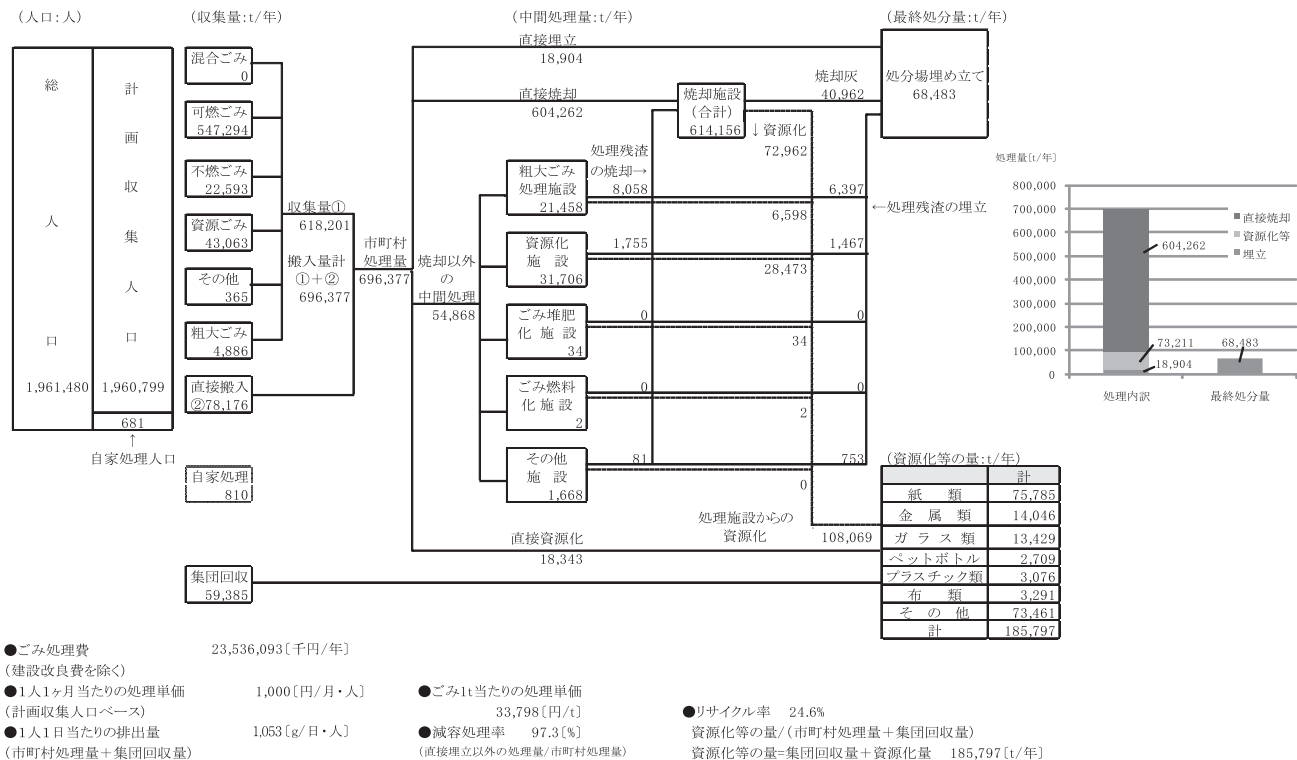 (人口:人)
(収集量:t/年)
(中間処理量:t/年)
(最終処分量:t/年)
総人口
1,961,480
計画収集人口
1,960,799
681
↑
自家処理人口
混合ごみ
0
可燃ごみ
547,294
不燃ごみ
22,593
資源ごみ
43,063
その他
365
粗大ごみ
4,886
直接搬入
②78,176
自家処理
810
集団回収
59,385
収集量①
618,201
搬入量計
①+②
696,377
市町村
処理量
696,377
直接埋立
18,904
直接焼却
604,262
焼却以外
の
中間処理
54,868
焼却施設
(合計)
614,156
焼却灰
40,962
↓資源化
72,962
処分場埋め立て
68,483
処理残渣
の焼却→
粗大ごみ
処理施設
21,458
8,058
6,397
6,598
←処理残渣の埋立
資源化
施設
31,706
1,755
1,467
28,473
ごみ堆肥
化施設
34
0
0
34
ごみ燃料
化施設
2
0
0
2
その他
施設
1,668
81
753
0
処理施設からの
資源化
108,069
直接資源化
18,343
処理量[t/年]
800,000
700,000
600,000
500,000
400,000
300,000
200,000
100,000
0
直接焼却
資源化等
埋立
604,262
73,211
18,904
68,483
処理内訳
最終処分量
(資源化等の量:t/年)
計
紙類 75,785
金属類 14,046
ガラス類 13,429
ペットボトル 2,709
プラスチック類 3,076
布類 3,291
その他 73,461
計 185,797
●ごみ処理費 23,536,093〔千円/年〕
(建設改良費を除く)
●1人1ヶ月当たりの処理単価 1,000〔円/月・人〕
(計画収集人口ベース)
●1人1日当たりの排出量 1,053〔g/日・人〕
(市町村処理量+集団回収量)
●ごみ1t当たりの処理単価
33,798〔円/t〕
●減容処理率 97.3〔%〕
(直接埋立以外の処理量/市町村処理量)
●リサイクル率 24.6%
資源化等の量/(市町村処理量+集団回収量)
資源化等の量=集団回収量+資源化量 185,797〔t/年〕